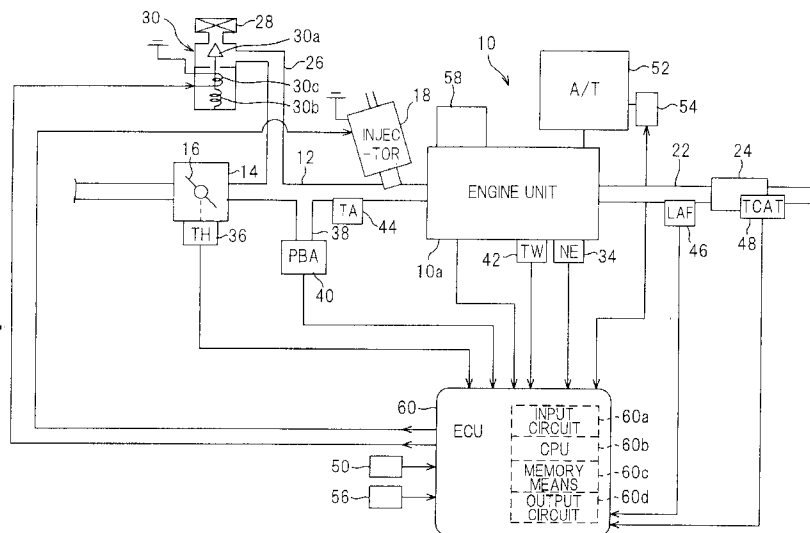 30
28
30a
26
30c
30b
10
52
A/T
54
58
18
INJEC
-TOR
16
14
12
22
24
ENGINE UNIT
TA
44
LAF
46
TCAT
48
TH
36
38
PBA
40
10a
42
TW
NE
34
60
ECU
INPUT
CIRCUIT
60a
CPU
60b
MEMORY
MEANS
60c
OUTPUT
CIRCUIT
60d
50
56